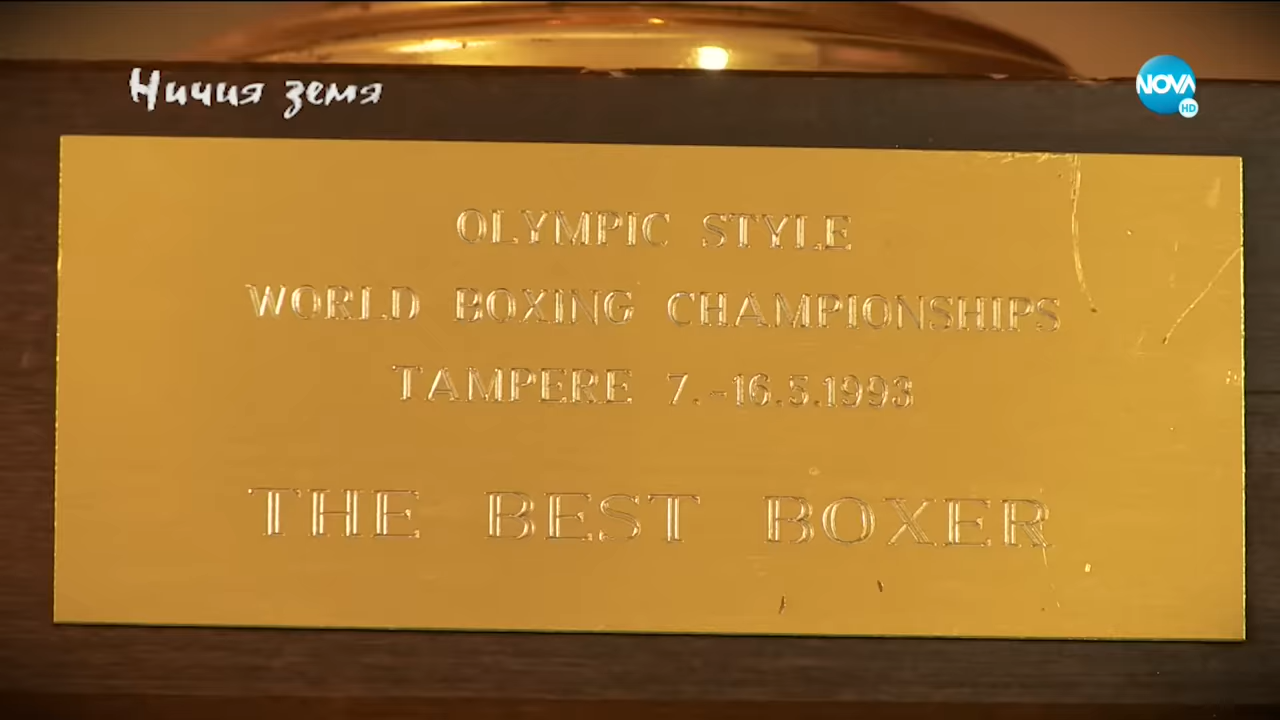 Ничия земя
NOVA
HD
OLYMPIC STYLE
WORLD BOXING CHAMPIONSHIPS
TAMPERE 7.-16.5.1993
THE BEST BOXER